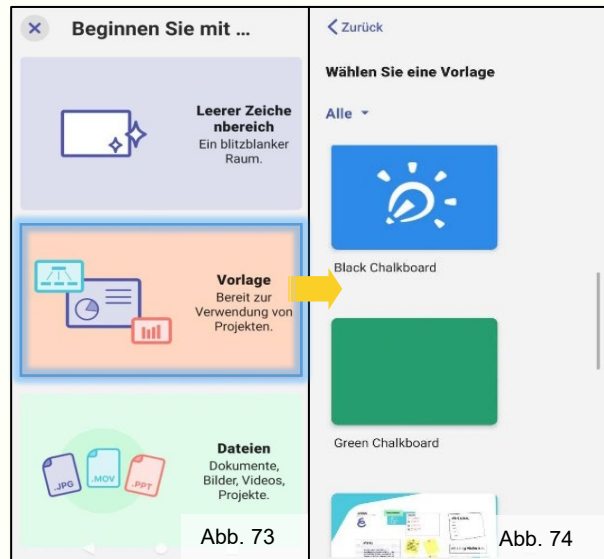 Beginnen Sie mit ...
Leerer Zeiche
nbereich
Ein blitzblanker
Raum.
Vorlage
Bereit zur
Verwendung von
Projekten.
.JPG
.MOV
.PPT
Dateien
Dokumente,
Bilder, Videos,
Projekte.
Abb. 73
Zurück
Wählen Sie eine Vorlage
Alle
Black Chalkboard
Green Chalkboard
Abb. 74